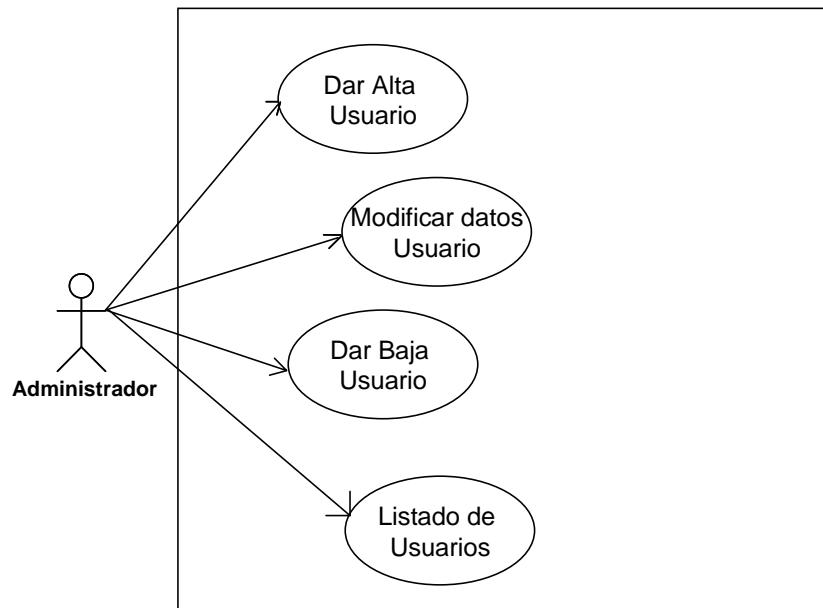 Dar Alta
Usuario
Modificar datos
Usuario
Administrador
Dar Baja
Usuario
Listado de
Usuarios